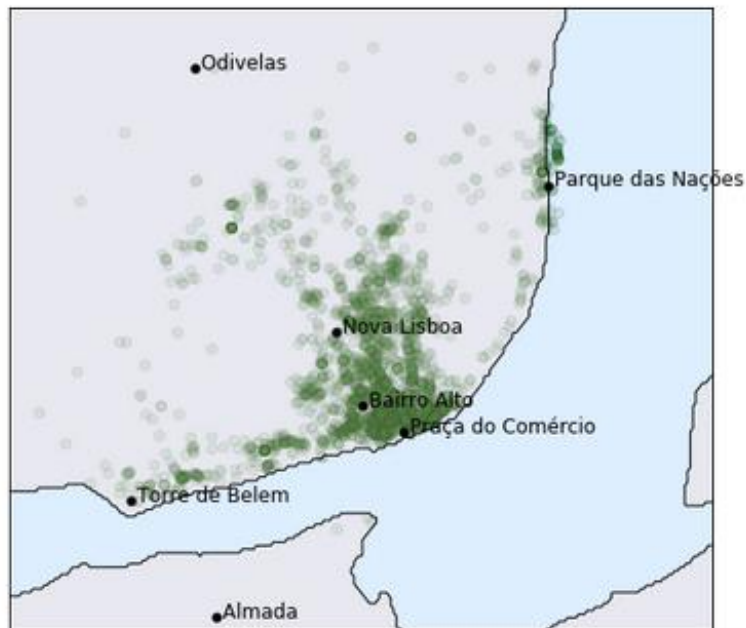 Odivelas
Parque das Nações
Nova Lisboa
Bairro Alto
Praça do Comércio
Torre de Belem
Almada